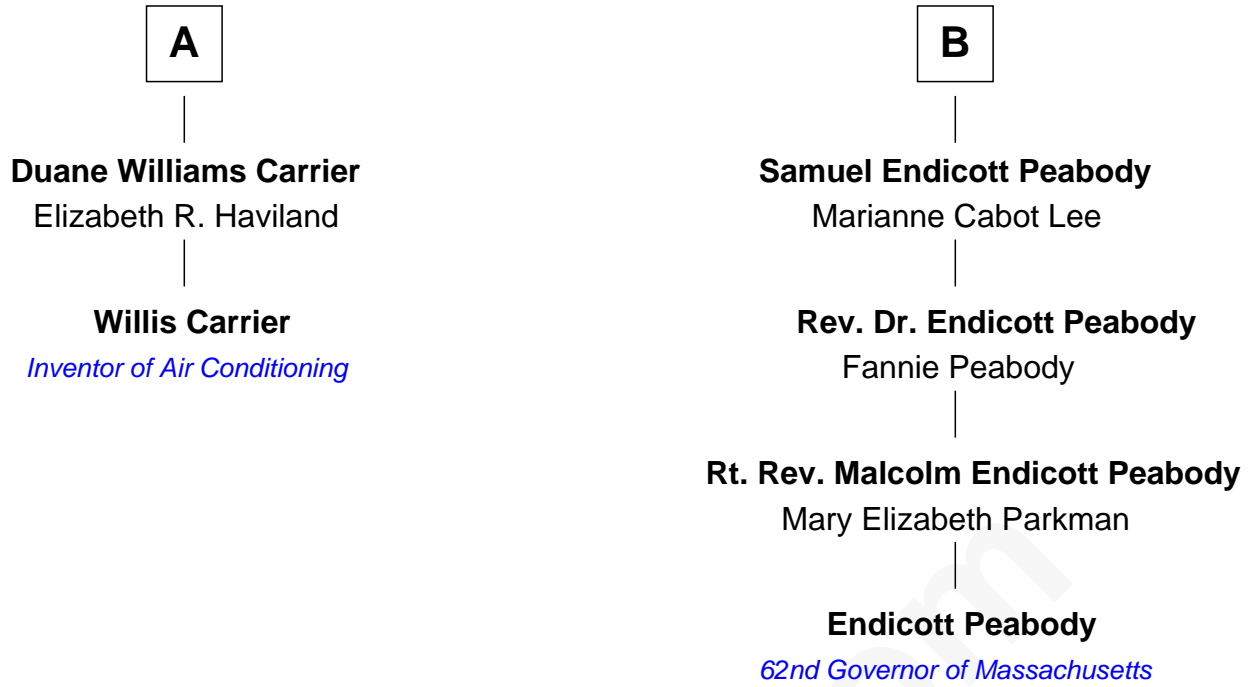 A
Duane Williams Carrier
Elizabeth R. Haviland
Willis Carrier
Inventor of Air Conditioning
B
Samuel Endicott Peabody
Marianne Cabot Lee
Rev. Dr. Endicott Peabody
Fannie Peabody
Rt. Rev. Malcolm Endicott Peabody
Mary Elizabeth Parkman
Endicott Peabody
62nd Governor of Massachusetts